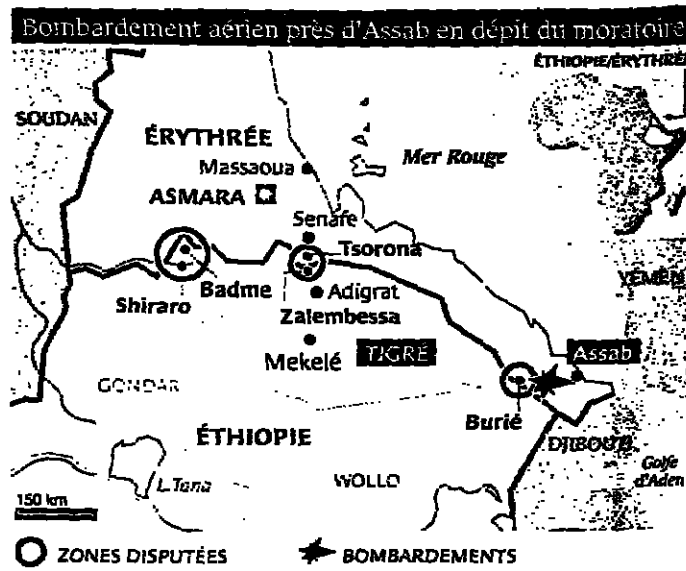 Bombardement aérien près d'Assab en dépit du moratoire
ÉTHIOPIE/ÉRYTHRÉE
SOUDAN
ÉRYTHRÉE
Massaoua
Mer Rouge
ASMARA
Senafe
Tsorona
YÉMEN
Shiraro
Badme
Adigrat
Zalembessa
Mekelé
TIGRÉ
Assab
GONDAR
Burié
ÉTHIOPIE
DJIBOUTI
L. Tana
WOLLO
Golfe
d'Aden
150 km
ZONES DISPUTÉES
BOMBARDEMENTS